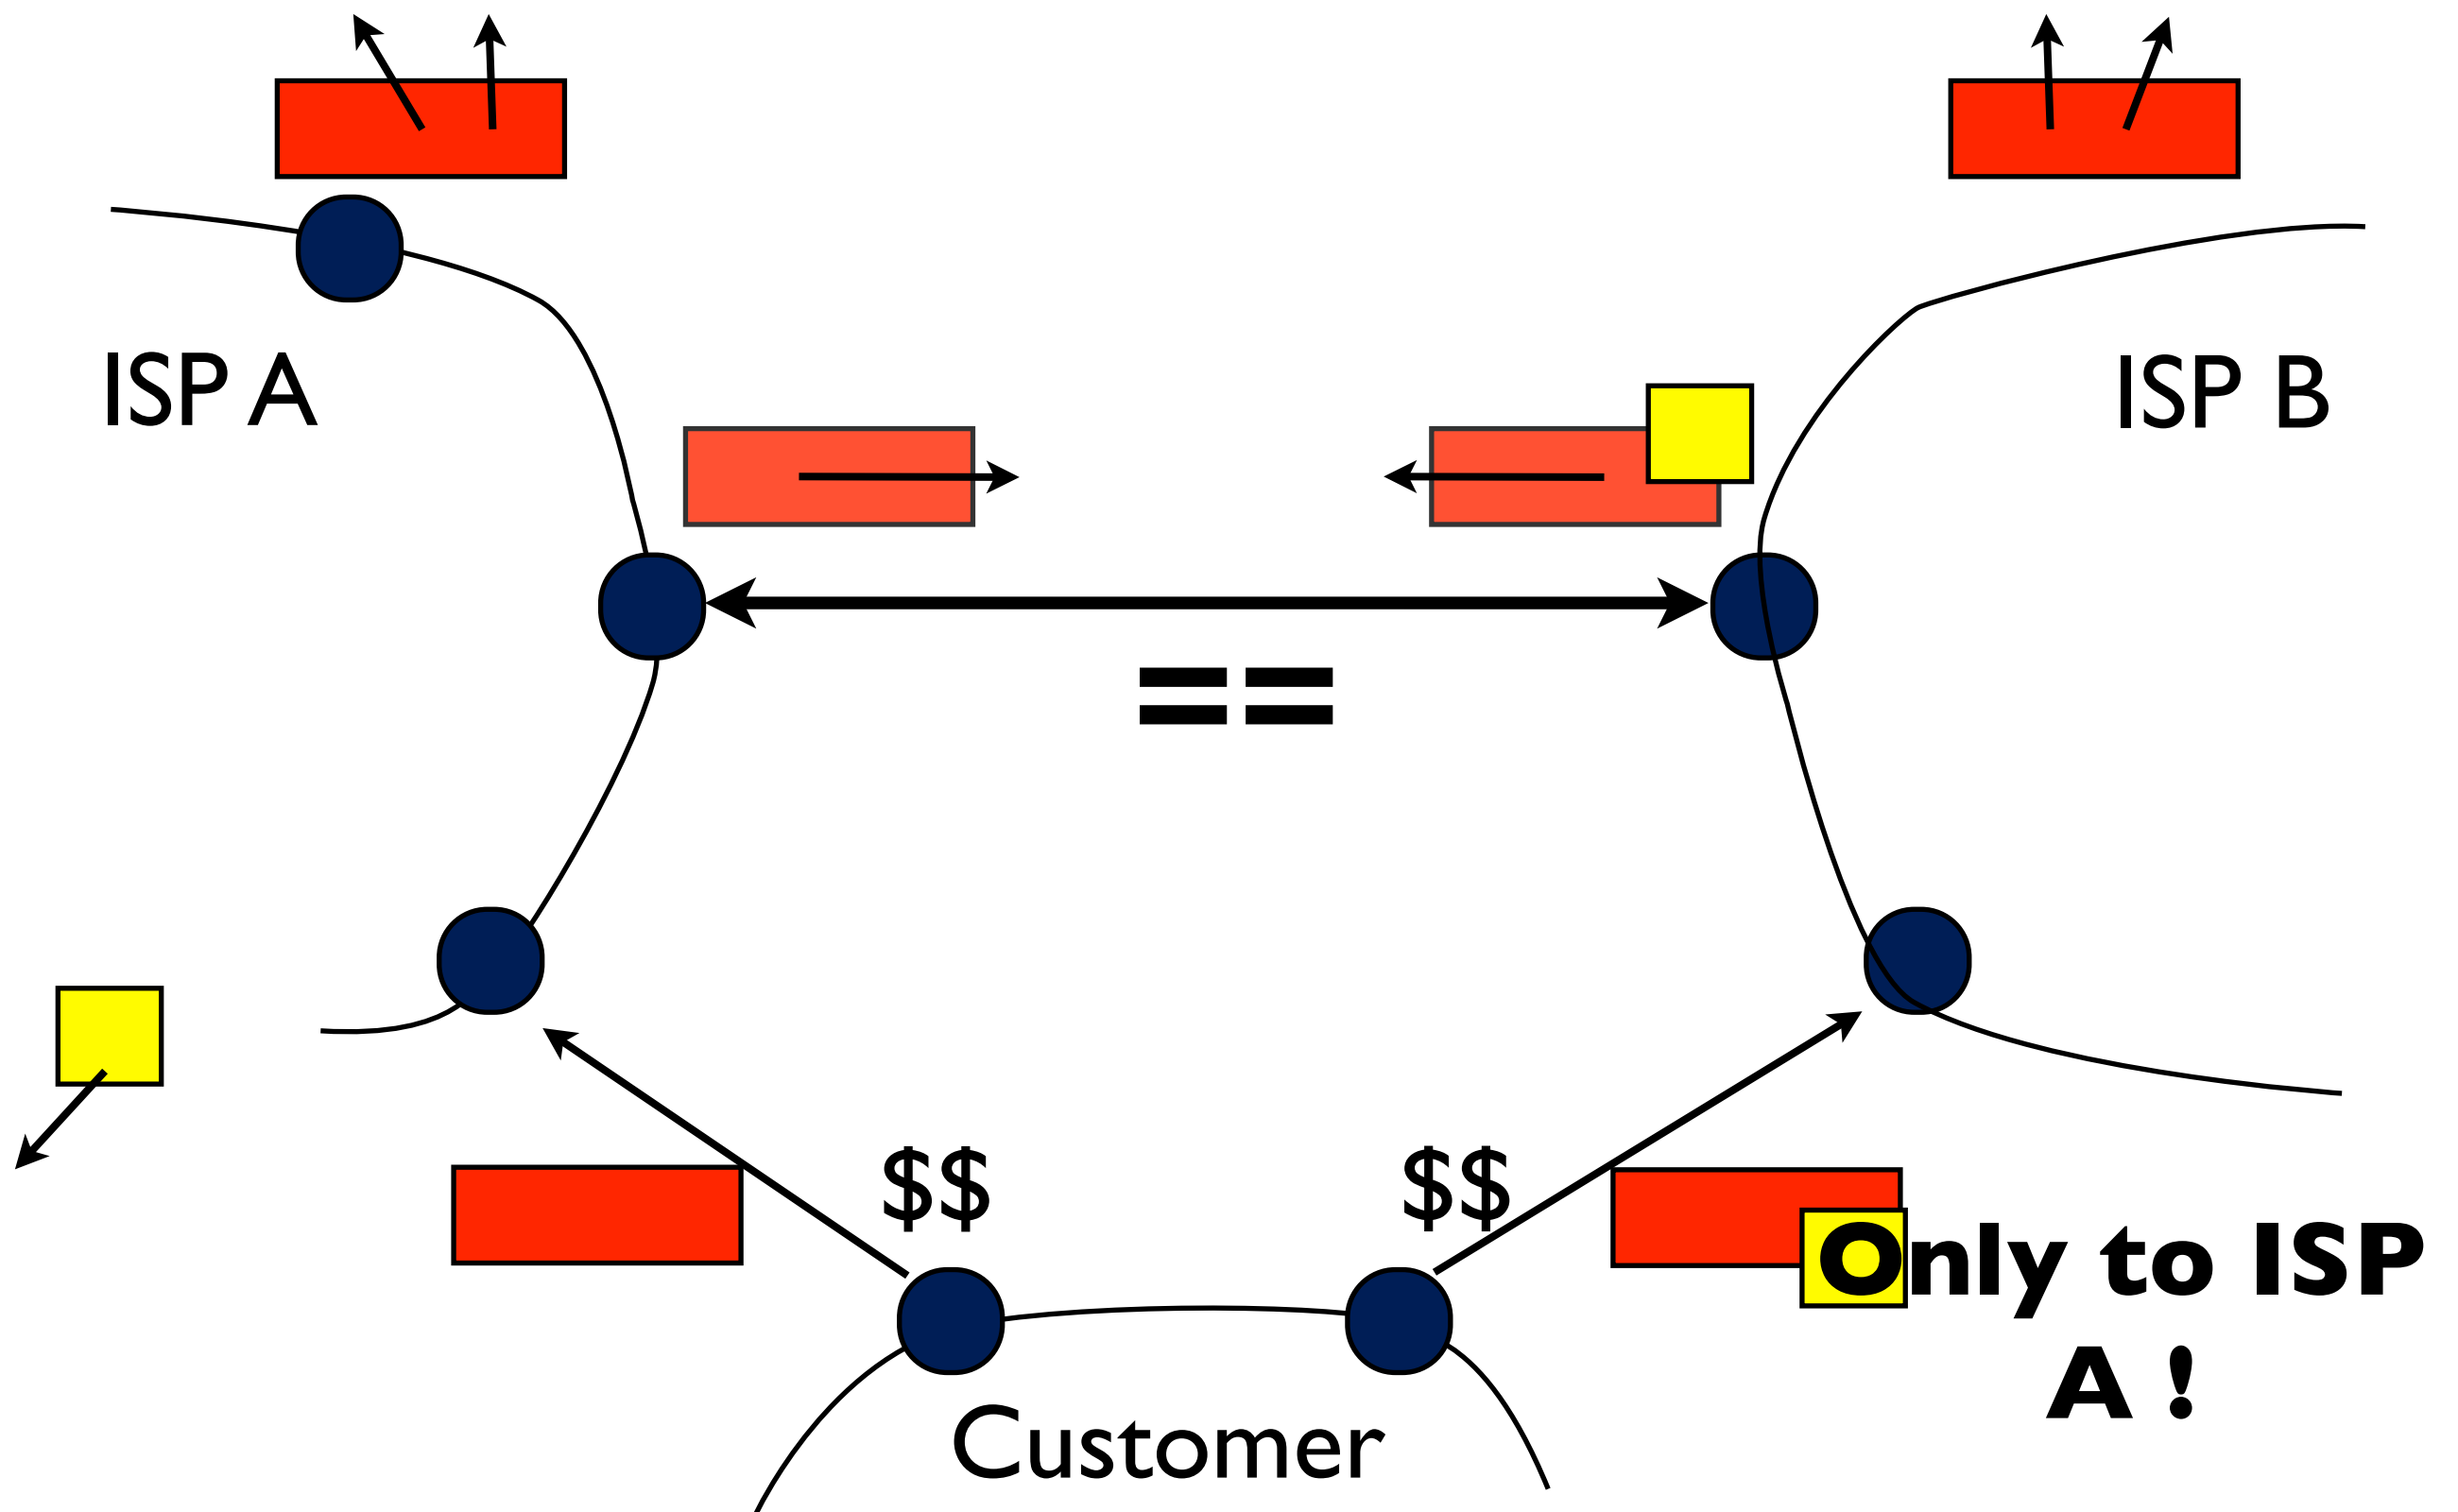 ISP A
ISP B
==
$$
$$
Only to ISP
A !
Customer